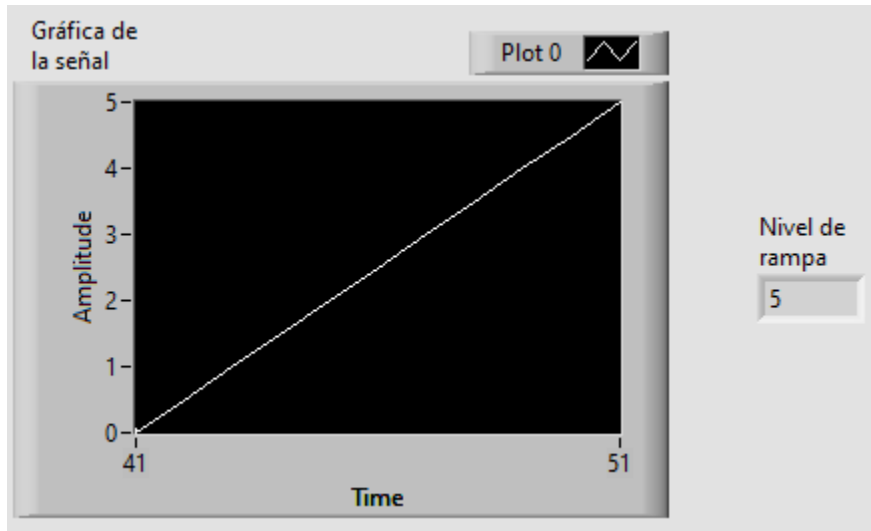 Gráfica de
la señal
Plot 0
5
4
3
2
1
0
Amplitude
41
51
Time
Nivel de
rampa
5